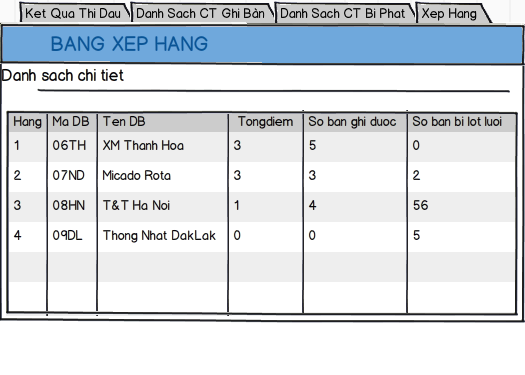 Ket Qua Thi Dau Danh Sach CT Ghi Bàn Danh Sach CT Bi Phat Xep Hang
BANG XEP HANG
Danh sach chi tiet
Hang Ma DB Ten DB Tongdiem So ban ghi duoc So ban bi lot luoi
1 06TH XM Thanh Hoa 3 5 0
2 07ND Micado Rota 3 3 2
3 08HN T&T Ha Noi 1 4 56
4 09DL Thong Nhat DakLak 0 0 5